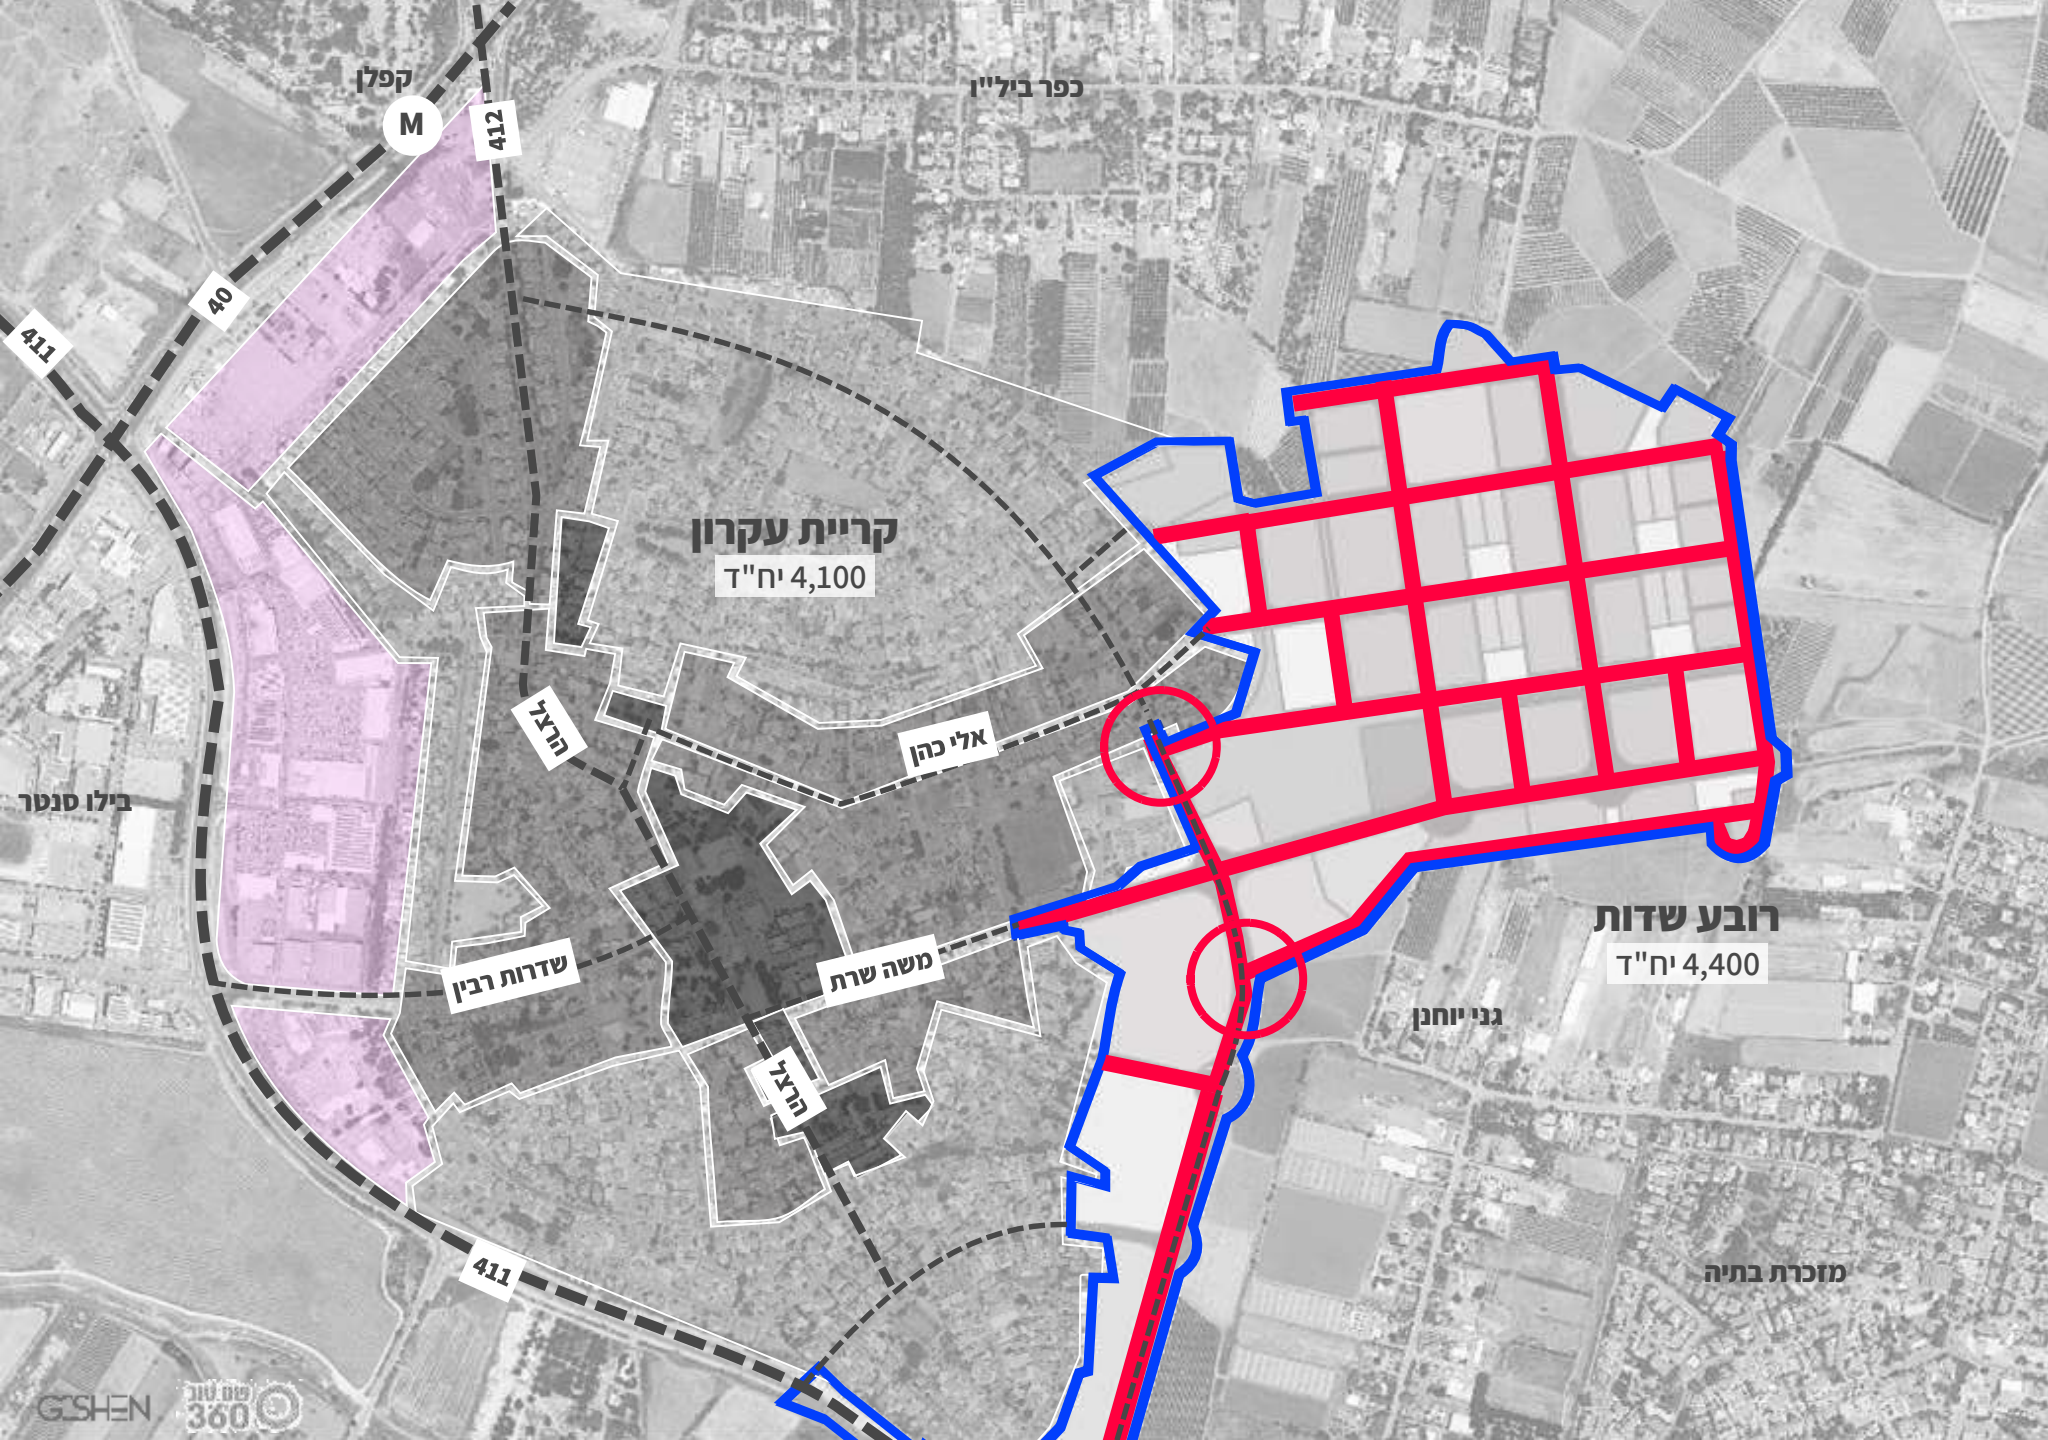 קפלן
M
412
כפר ביל"ו
40
411
קריית עקרון
4,100 יח"ד
הרצל
אלי כהן
בילו סנטר
רובע שדות
4,400 יח"ד
שדרות רבין
משה שרת
גני יוחנן
הרצל
411
מזכרת בתיה
GESHEN
360